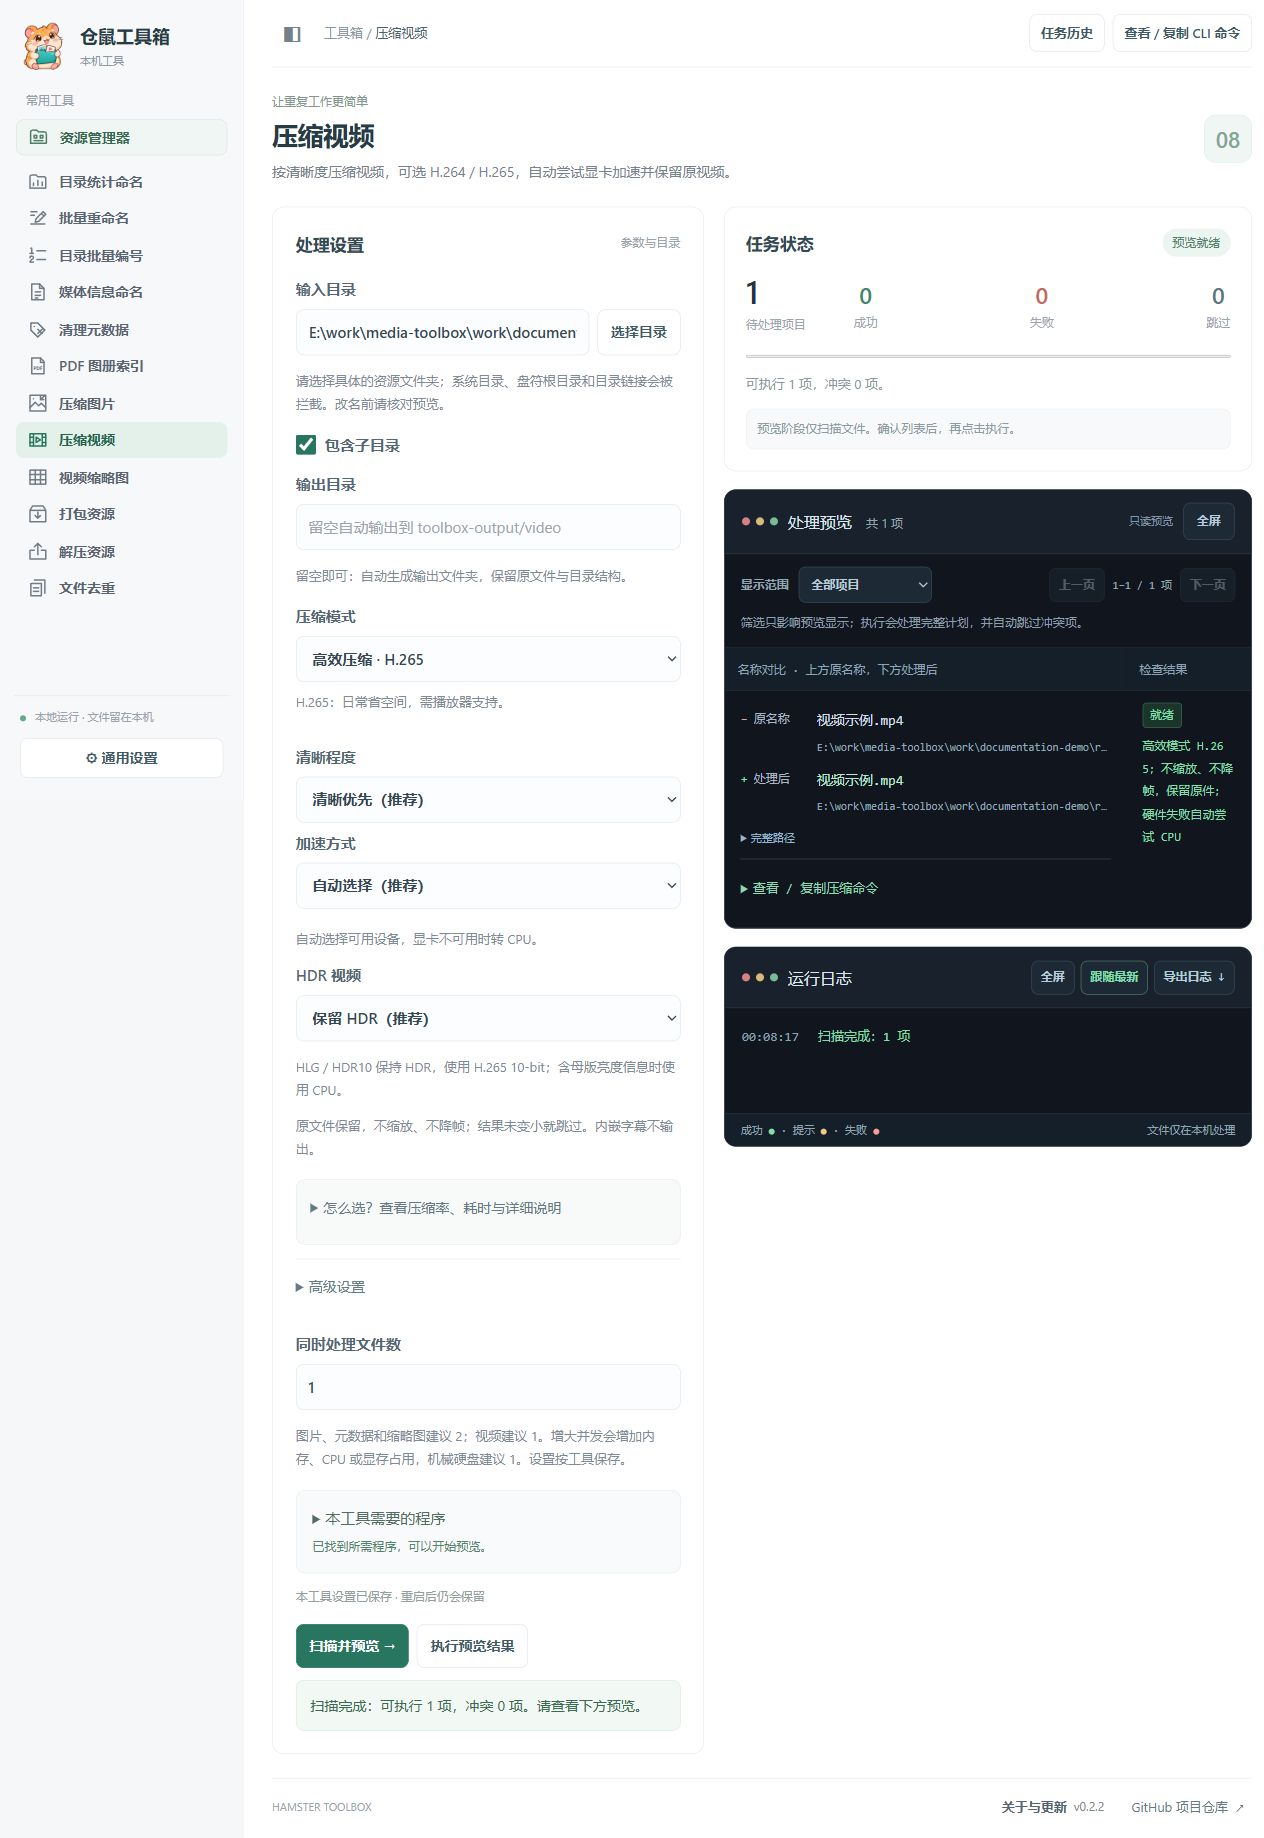 仓鼠工具箱
本机工具
常用工具
资源管理器
目录统计命名
批量重命名
目录批量编号
媒体信息命名
清理元数据
PDF 图册索引
压缩图片
压缩视频
视频缩略图
打包资源
解压资源
文件去重
本地运行 · 文件留在本机
⚙ 通用设置
工具箱 / 压缩视频
任务历史
查看 / 复制 CLI 命令
让重复工作更简单
压缩视频
按清晰度压缩视频，可选 H.264 / H.265，自动尝试显卡加速并保留原视频。
08
处理设置
参数与目录
输入目录
E:\work\media-toolbox\work\documen
选择目录
请选择具体的资源文件夹；系统目录、盘符根目录和目录链接会被
拦截。改名前请核对预览。
包含子目录
输出目录
留空自动输出到 toolbox-output/video
留空即可：自动生成输出文件夹，保留原文件与目录结构。
压缩模式
高效压缩 · H.265
H.265：日常省空间，需播放器支持。
清晰程度
清晰优先（推荐）
加速方式
自动选择（推荐）
自动选择可用设备，显卡不可用时转 CPU。
HDR 视频
保留 HDR（推荐）
HLG / HDR10 保持 HDR，使用 H.265 10-bit；含母版亮度信息时使
用 CPU。
原文件保留，不缩放、不降帧；结果未变小就跳过。内嵌字幕不输
出。
▶ 怎么选？查看压缩率、耗时与详细说明
▶ 高级设置
同时处理文件数
1
图片、元数据和缩略图建议 2；视频建议 1。增大并发会增加内
存、CPU 或显存占用，机械硬盘建议 1。设置按工具保存。
▶ 本工具需要的程序
已找到所需程序，可以开始预览。
本工具设置已保存 · 重启后仍会保留
扫描并预览 →
执行预览结果
扫描完成：可执行 1 项，冲突 0 项。请查看下方预览。
任务状态
预览就绪
1
待处理项目
0
成功
0
失败
0
跳过
可执行 1 项，冲突 0 项。
预览阶段仅扫描文件。确认列表后，再点击执行。
处理预览 共 1 项
只读预览
全屏
显示范围
全部项目
上一页
1-1 / 1 项
下一页
筛选只影响预览显示；执行会处理完整计划，并自动跳过冲突项。
名称对比 · 上方原名称，下方处理后
检查结果
- 原名称
视频示例.mp4
E:\work\media-toolbox\work\documentation-demo\r…
+ 处理后
视频示例.mp4
E:\work\media-toolbox\work\documentation-demo\r…
▶ 完整路径
就绪
高效模式 H.26
5；不缩放、不降
帧，保留原件；
硬件失败自动尝
试 CPU
▶ 查看 / 复制压缩命令
运行日志
全屏
跟随最新
导出日志 ↓
00:08:17 扫描完成：1 项
成功 · 提示 · 失败
文件仅在本机处理
HAMSTER TOOLBOX
关于与更新 v0.2.2
GitHub 项目仓库 ↗